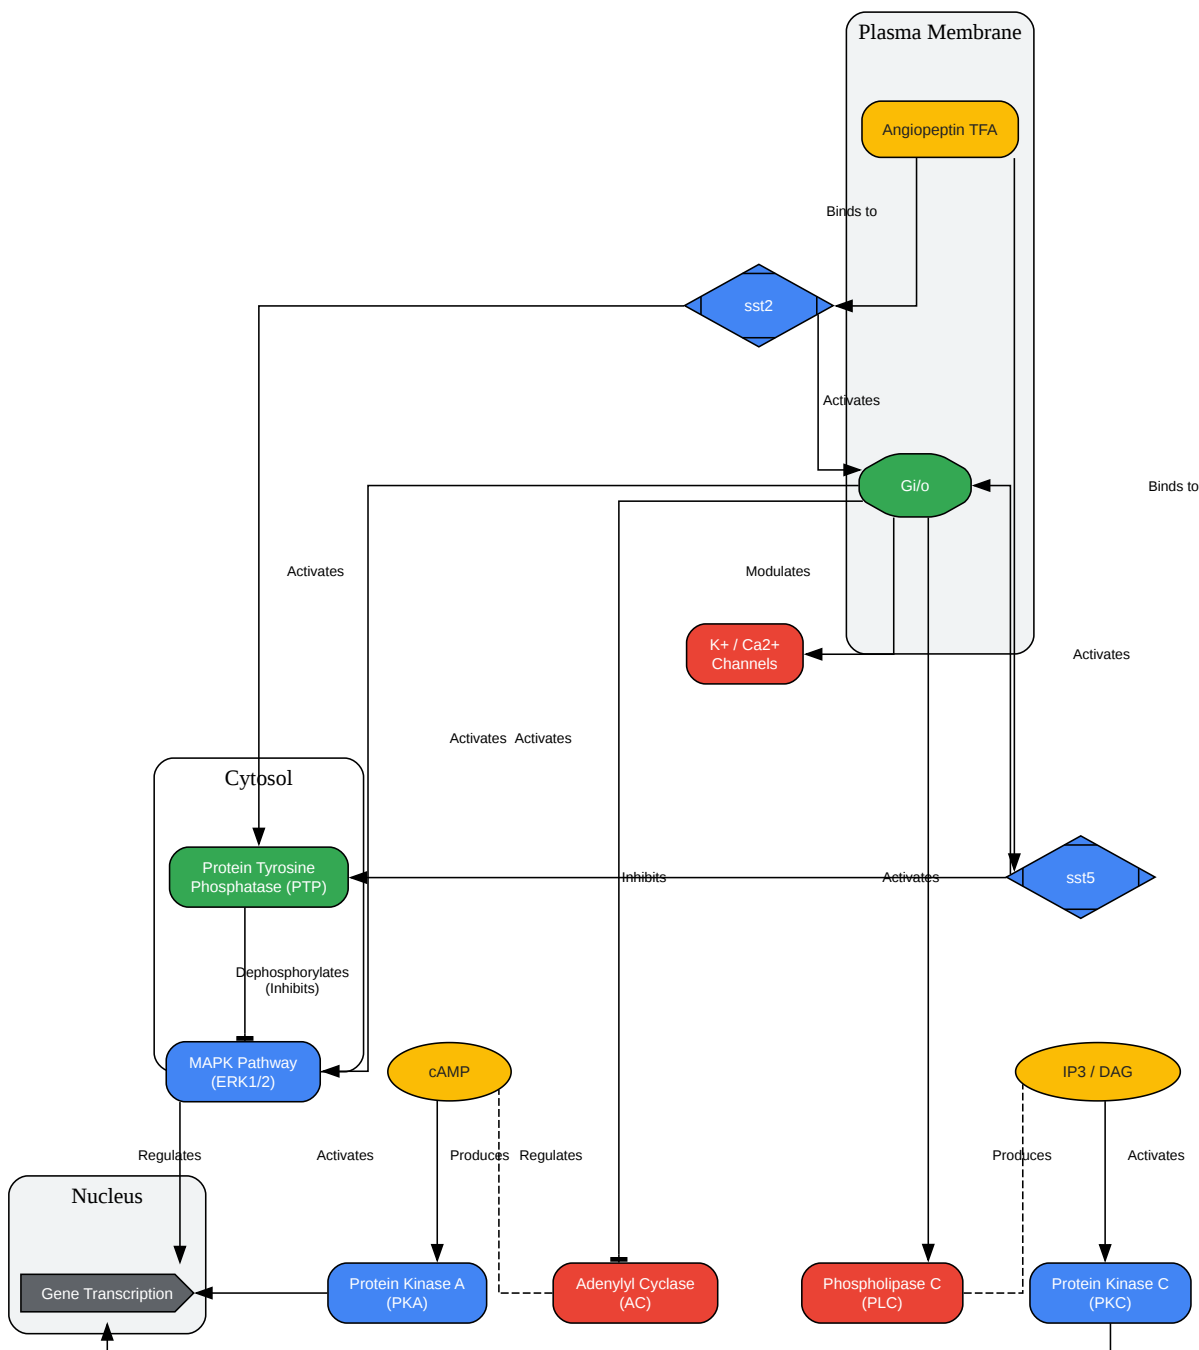 Plasma Membrane
Angiopeptin TFA
Binds to
sst2
Activates
Gi/o
Binds to
Activates
Modulates
K+ / Ca2+
Channels
Activates
Activates
Activates
Cytosol
Protein Tyrosine
Phosphatase (PTP)
Inhibits
Activates
sst5
Dephosphorylates
(Inhibits)
MAPK Pathway
(ERK1/2)
cAMP
IP3 / DAG
Regulates
Activates
Produces
Regulates
Produces
Activates
Nucleus
Gene Transcription
Protein Kinase A
(PKA)
Adenylyl Cyclase
(AC)
Phospholipase C
(PLC)
Protein Kinase C
(PKC)